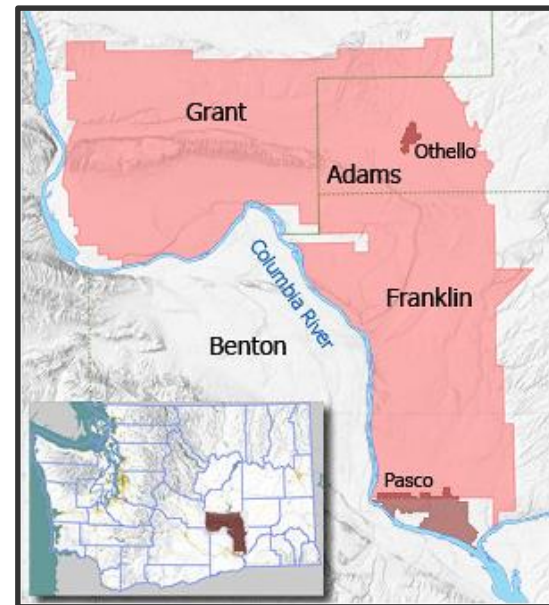 Grant
Othello
Adams
Columbia River
Franklin
Benton
Pasco